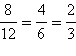 8/12 = 4/6 = 2/3